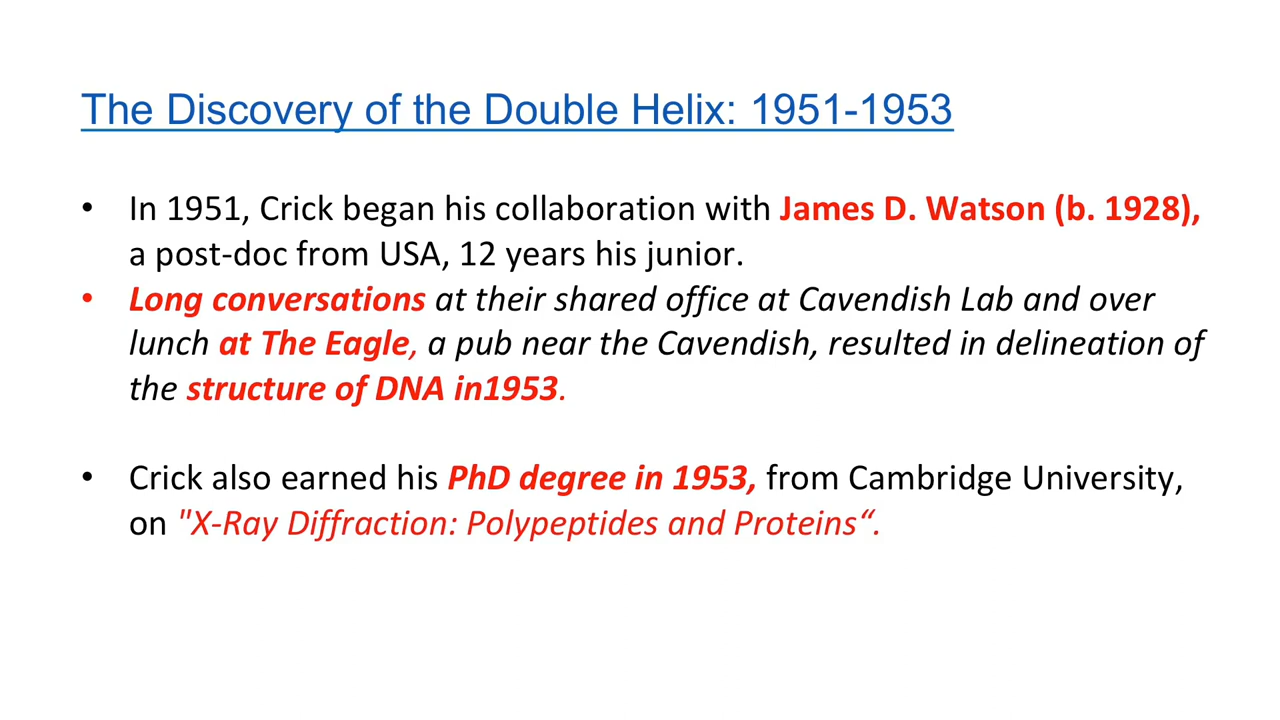 The Discovery of the Double Helix: 1951-1953
• In 1951, Crick began his collaboration with James D. Watson (b. 1928),
a post-doc from USA, 12 years his junior.
• Long conversations at their shared office at Cavendish Lab and over
lunch at The Eagle, a pub near the Cavendish, resulted in delineation of
the structure of DNA in1953.
• Crick also earned his PhD degree in 1953, from Cambridge University,
on "X-Ray Diffraction: Polypeptides and Proteins“.